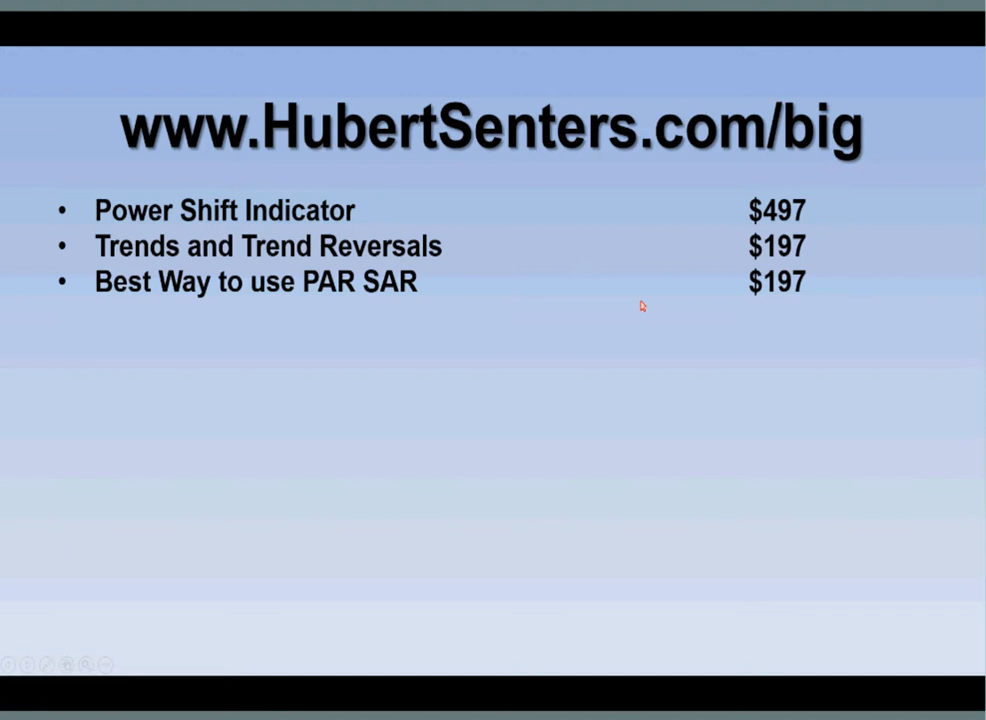 www.HubertSenters.com/big
• Power Shift Indicator $497
• Trends and Trend Reversals $197
• Best Way to use PAR SAR $197